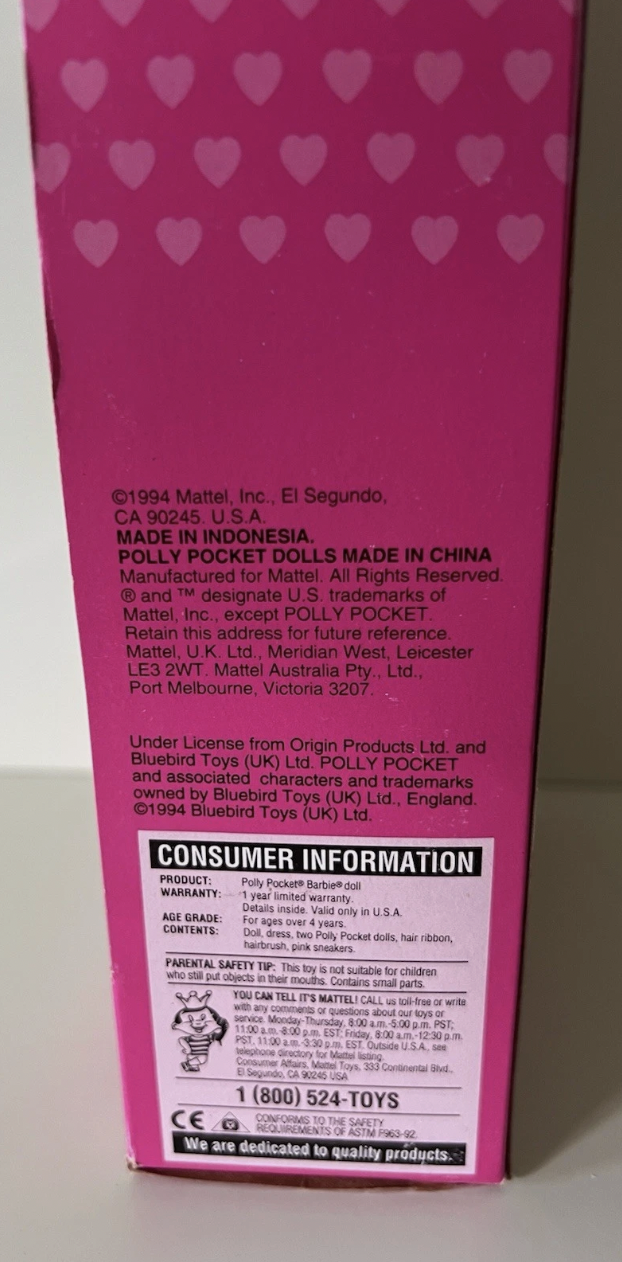 ©1994 Mattel, Inc., El Segundo,
CA 90245. U.S.A.
MADE IN INDONESIA.
POLLY POCKET DOLLS MADE IN CHINA
Manufactured for Mattel. All Rights Reserved.
® and ™ designate U.S. trademarks of
Mattel, Inc., except POLLY POCKET.
Retain this address for future reference.
Mattel, U.K. Ltd., Meridian West, Leicester
LE3 2WT. Mattel Australia Pty., Ltd.,
Port Melbourne, Victoria 3207.
Under License from Origin Products Ltd. and
Bluebird Toys (UK) Ltd. POLLY POCKET
and associated characters and trademarks
owned by Bluebird Toys (UK) Ltd., England.
©1994 Bluebird Toys (UK) Ltd.
CONSUMER INFORMATION
PRODUCT: Polly Pocket® Barbie® doll
WARRANTY: 1 year limited warranty.
Details inside. Valid only in U.S.A.
AGE GRADE: For ages over 4 years.
CONTENTS: Doll, dress, two Polly Pocket dolls, hair ribbon,
hairbrush, pink sneakers.
PARENTAL SAFETY TIP: This toy is not suitable for children
who still put objects in their mouths. Contains small parts.
YOU CAN TELL IT'S MATTEL! CALL us toll-free or write
with any comments or questions about our toys or
service. Monday-Thursday, 8:00 a.m.-5:00 p.m. PST;
11:00 a.m.-8:00 p.m. EST; Friday, 8:00 a.m.-12:30 p.m.
PST, 11:00 a.m.-3:30 p.m. EST. Outside U.S.A., see
telephone directory for Mattel listing.
Consumer Affairs, Mattel Toys, 333 Continental Blvd.,
El Segundo, CA 90245 USA
1 (800) 524-TOYS
CE CONFORMS TO THE SAFETY
REQUIREMENTS OF ASTM F963-92.
We are dedicated to quality products.